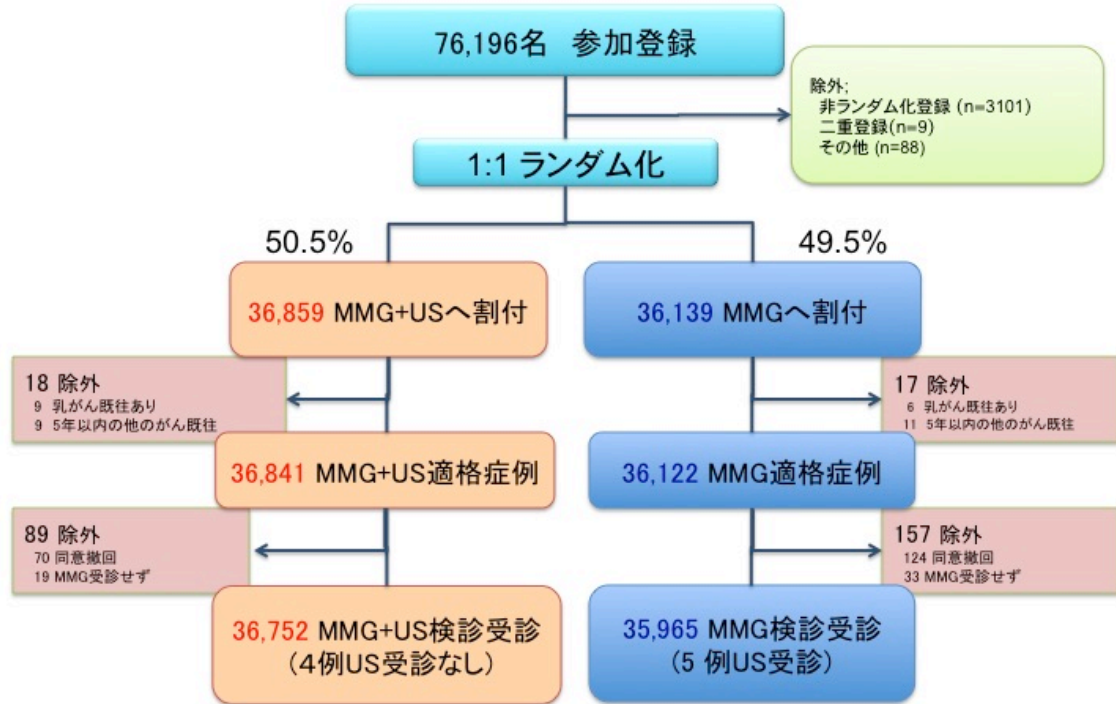 76,196名 参加登録
除外;
非ランダム化登録 (n=3101)
二重登録(n=9)
その他 (n=88)
1:1 ランダム化
50.5%
49.5%
36,859 MMG+USへ割付
36,139 MMGへ割付
18 除外
9 乳がん既往あり
9 5年以内の他のがん既往
17 除外
6 乳がん既往あり
11 5年以内の他のがん既往
36,841 MMG+US適格症例
36,122 MMG適格症例
89 除外
70 同意撤回
19 MMG受診せず
157 除外
124 同意撤回
33 MMG受診せず
36,752 MMG+US検診受診
(4例US受診なし)
35,965 MMG検診受診
(5 例US受診)